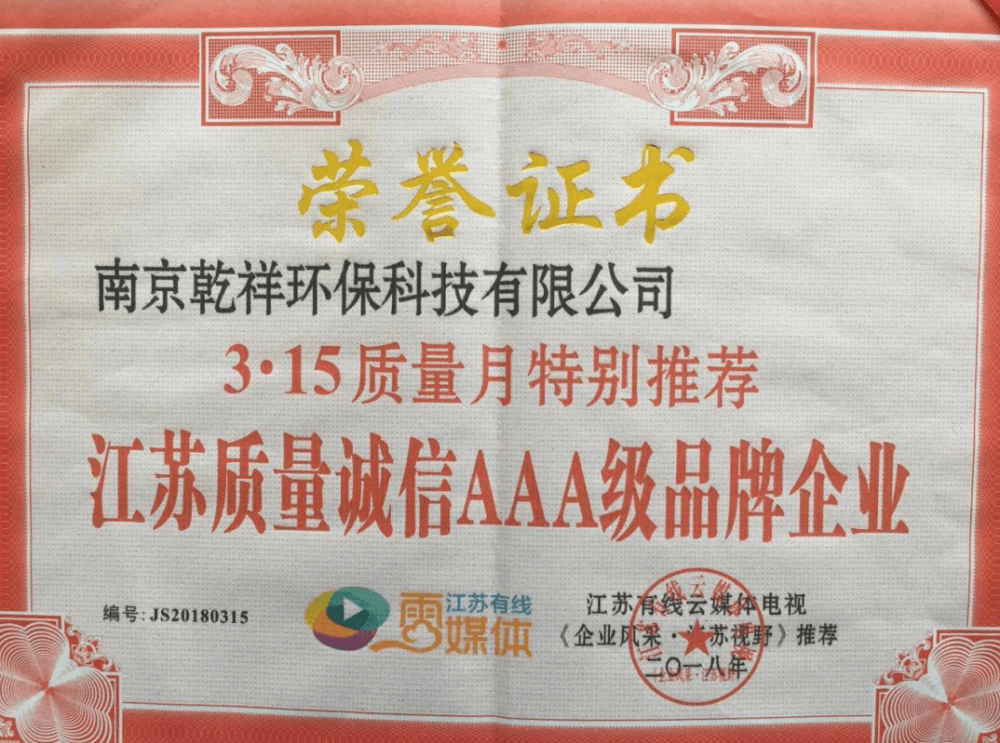 荣誉证书
南京乾祥环保科技有限公司
3·15质量月特别推荐
江苏质量诚信AAA级品牌企业
编号: JS20180315
江苏有线
云媒体
江苏有线云媒体电视
《企业风采·江苏视野》推荐
二〇一八年